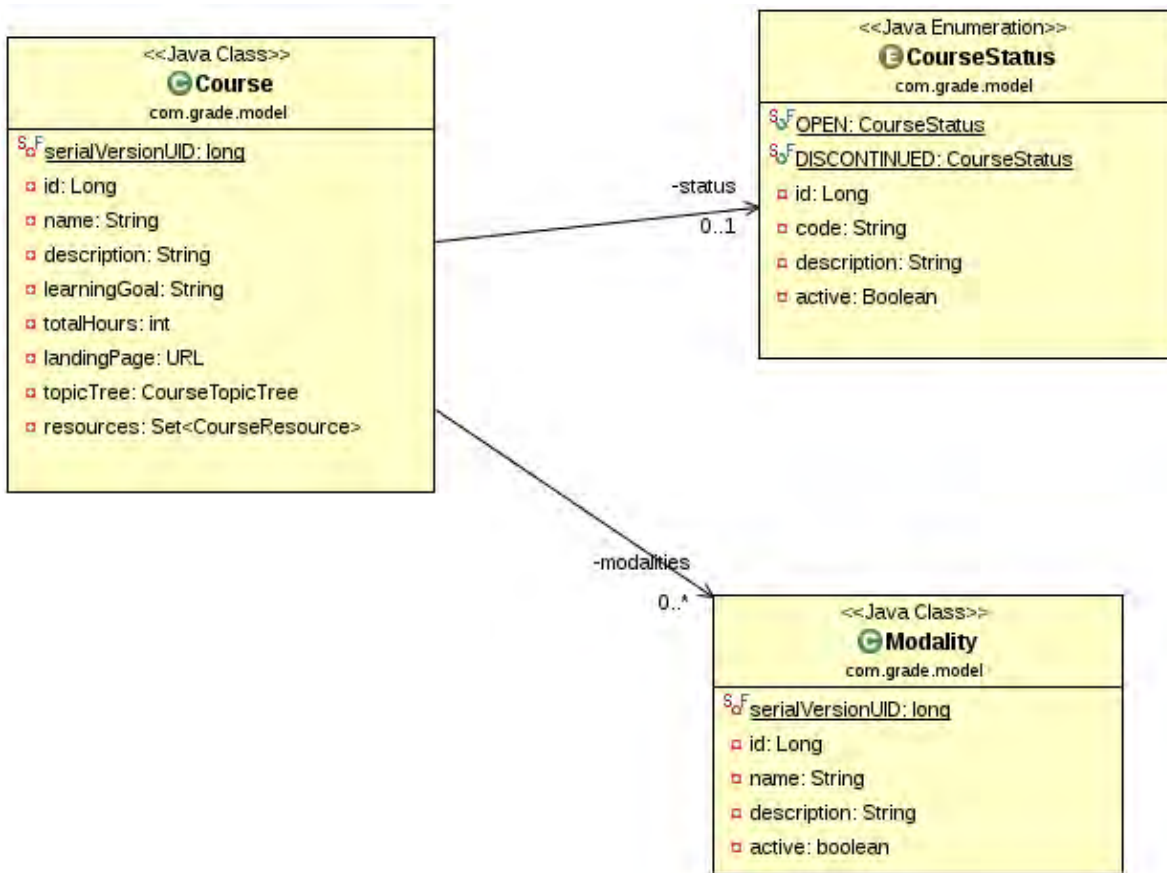 <<Java Class>>
Course
com.grade.model
serialVersionUID: long
id: Long
name: String
description: String
learningGoal: String
totalHours: int
landingPage: URL
topicTree: CourseTopicTree
resources: Set<CourseResource>
-status
0..1
<<Java Enumeration>>
CourseStatus
com.grade.model
OPEN: CourseStatus
DISCONTINUED: CourseStatus
id: Long
code: String
description: String
active: Boolean
-modalities
0..*
<<Java Class>>
Modality
com.grade.model
serialVersionUID: long
id: Long
name: String
description: String
active: boolean